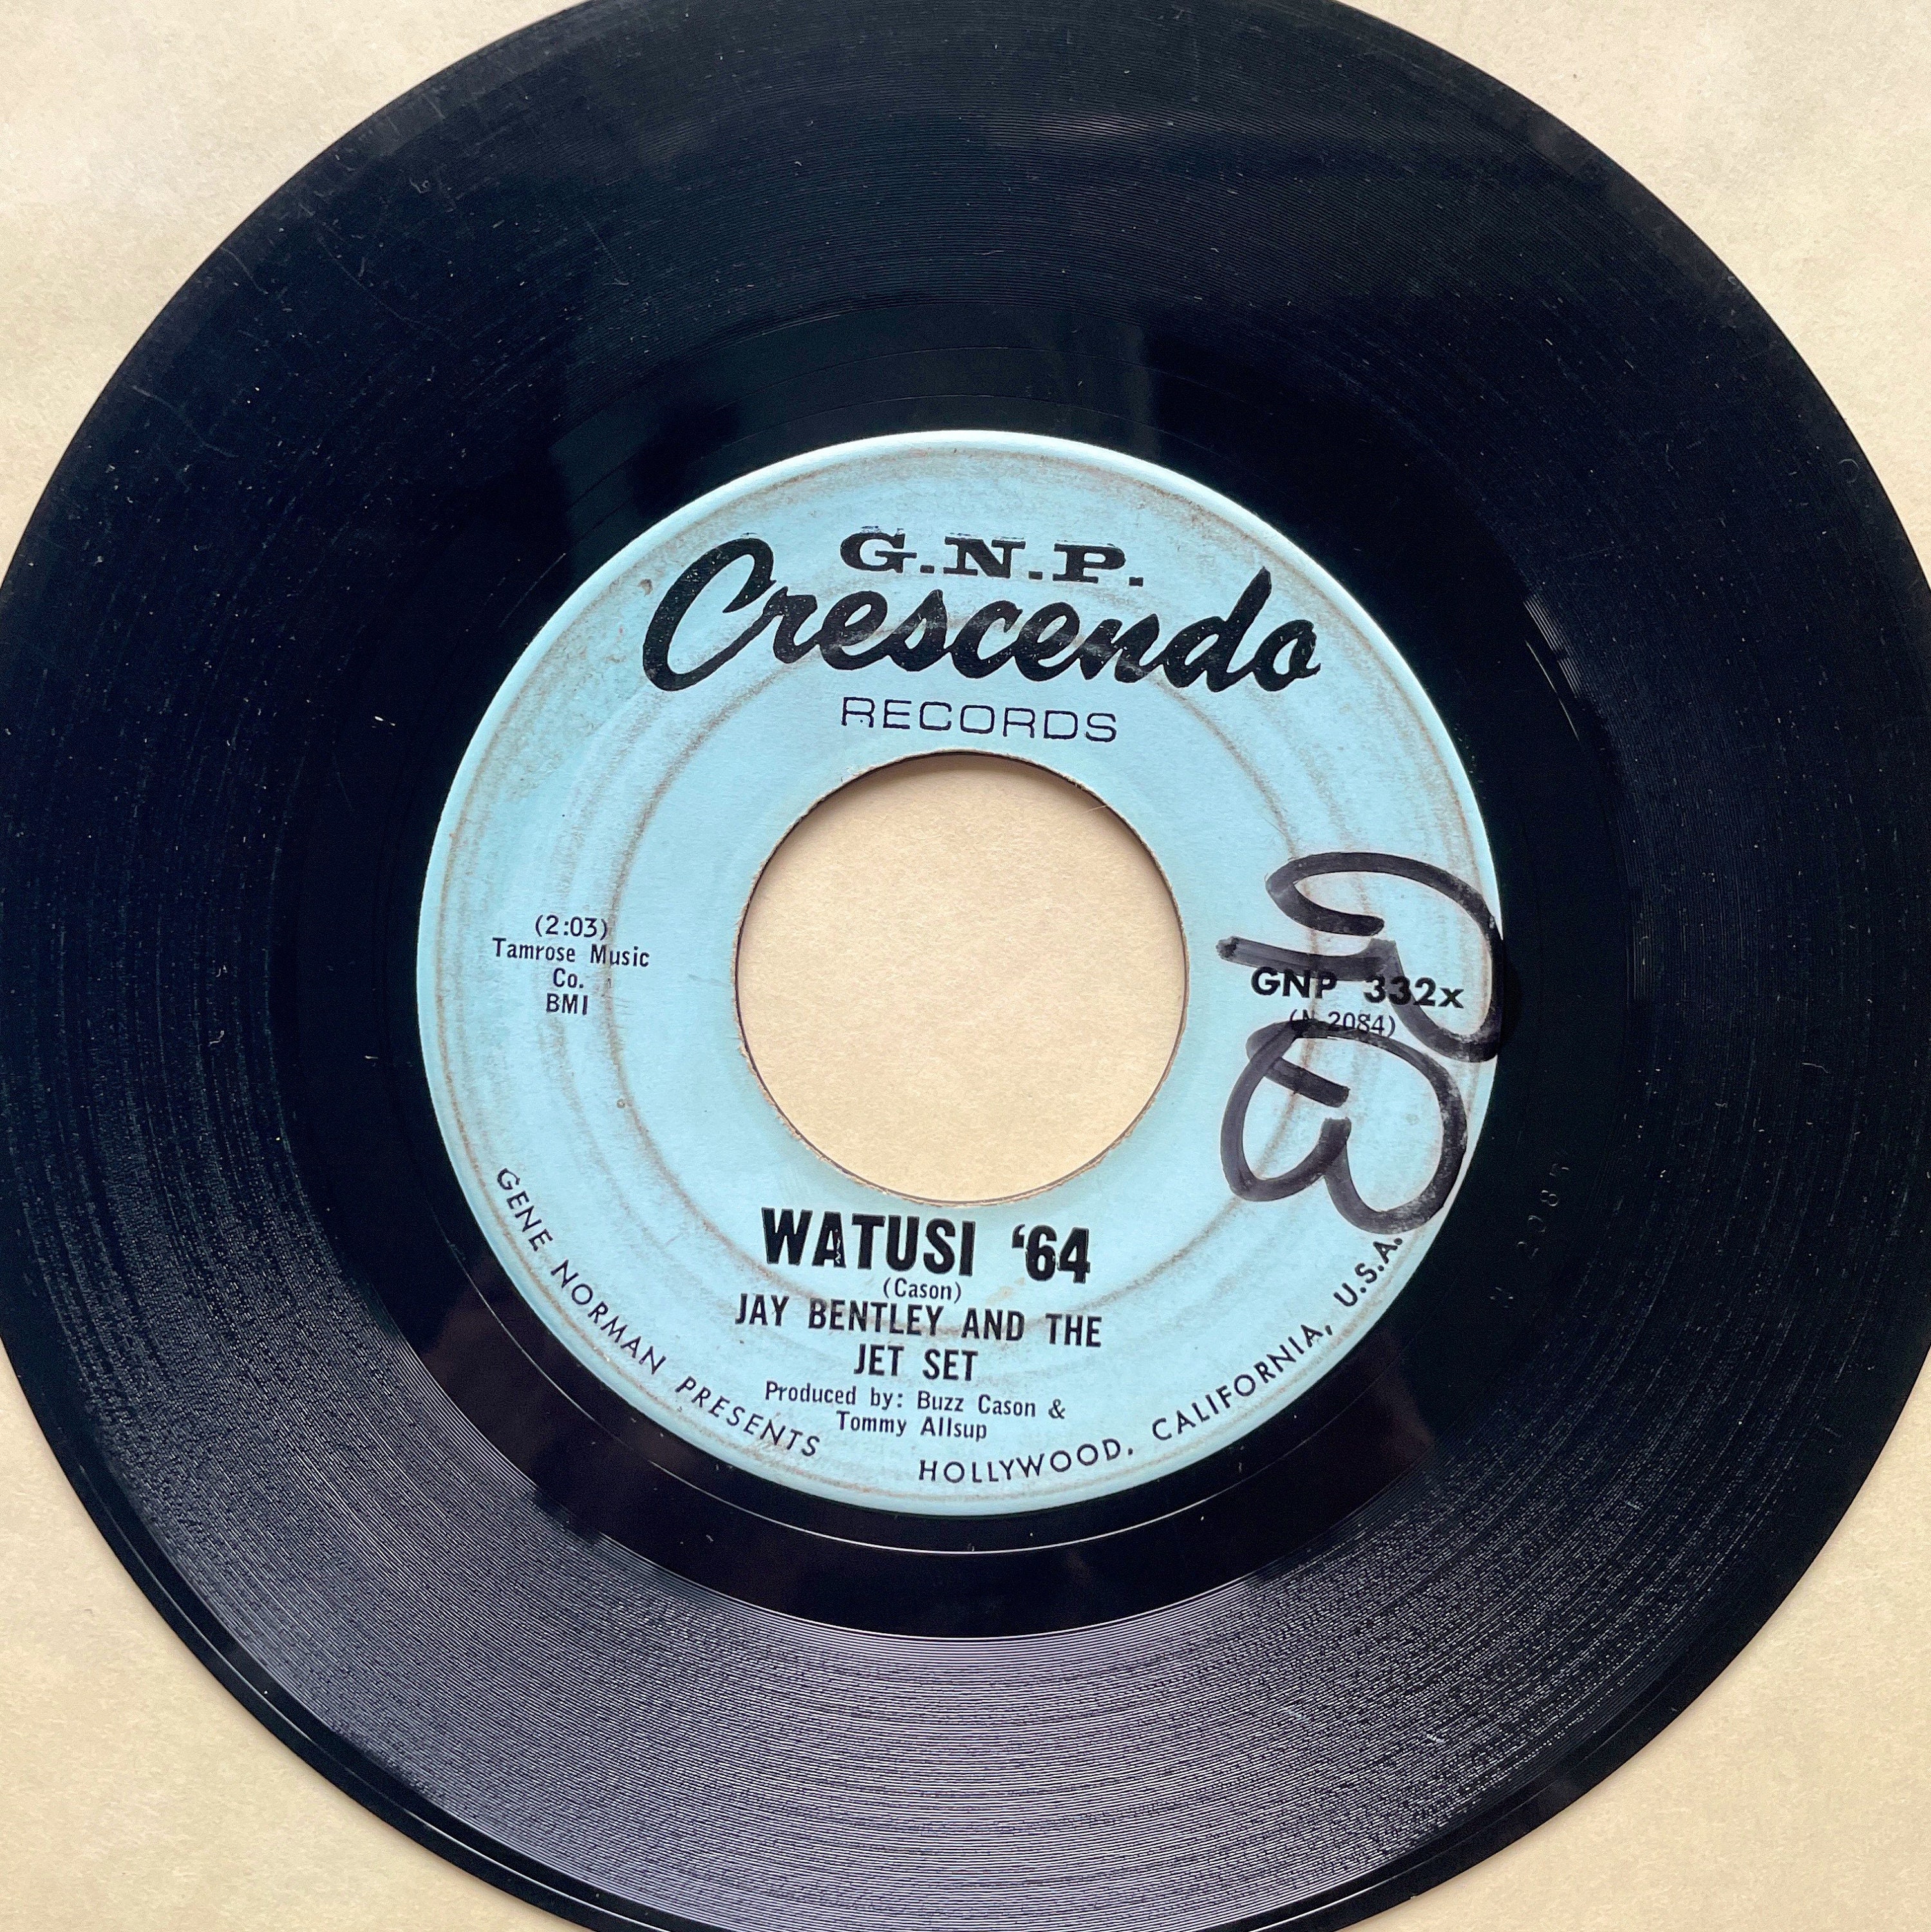 G.N.P.
Crescendo
RECORDS
(2:03)
Tamrose Music
Co.
BMI
GNP 332x
2084)
WATUSI ‘64
(Cason)
JAY BENTLEY AND THE
JET SET
Produced by: Buzz Cason &
Tommy Allsup
GENE NORMAN PRESENTS HOLLYWOOD, CALIFORNIA, U.S.A.